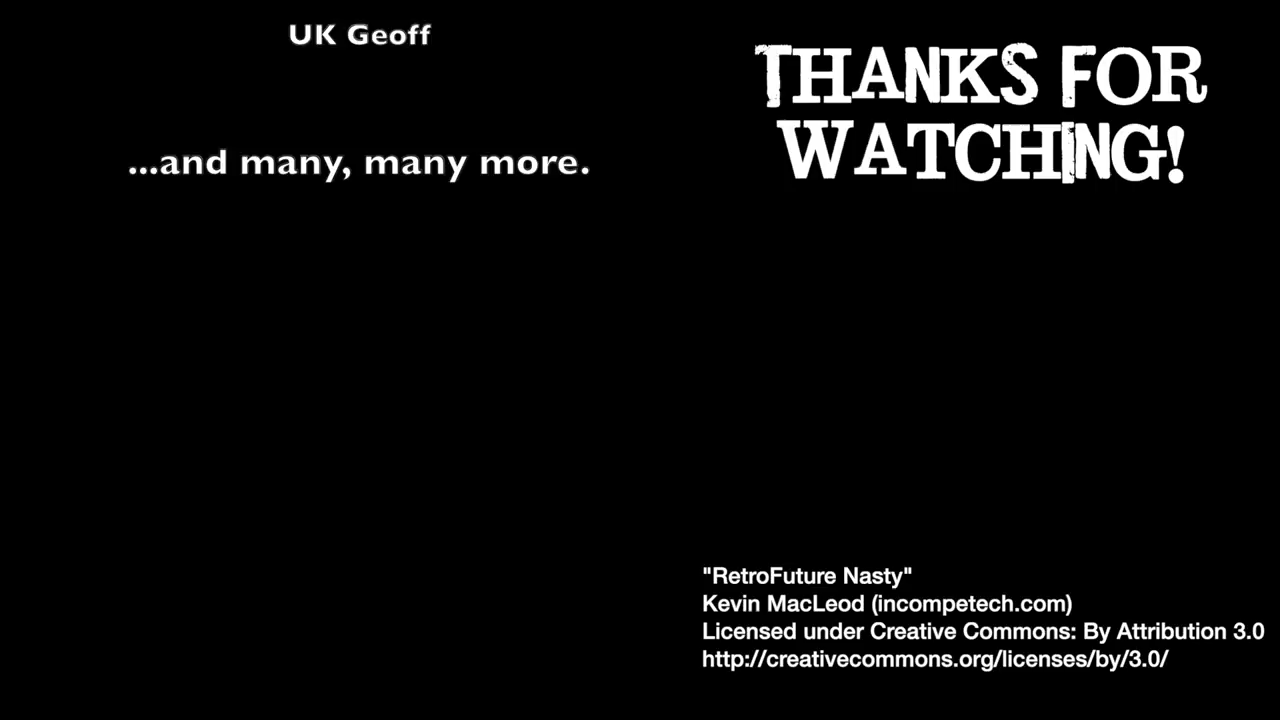 UK Geoff
...and many, many more.
THANKS FOR
WATCHING!
"RetroFuture Nasty"
Kevin MacLeod (incompetech.com)
Licensed under Creative Commons: By Attribution 3.0
http://creativecommons.org/licenses/by/3.0/